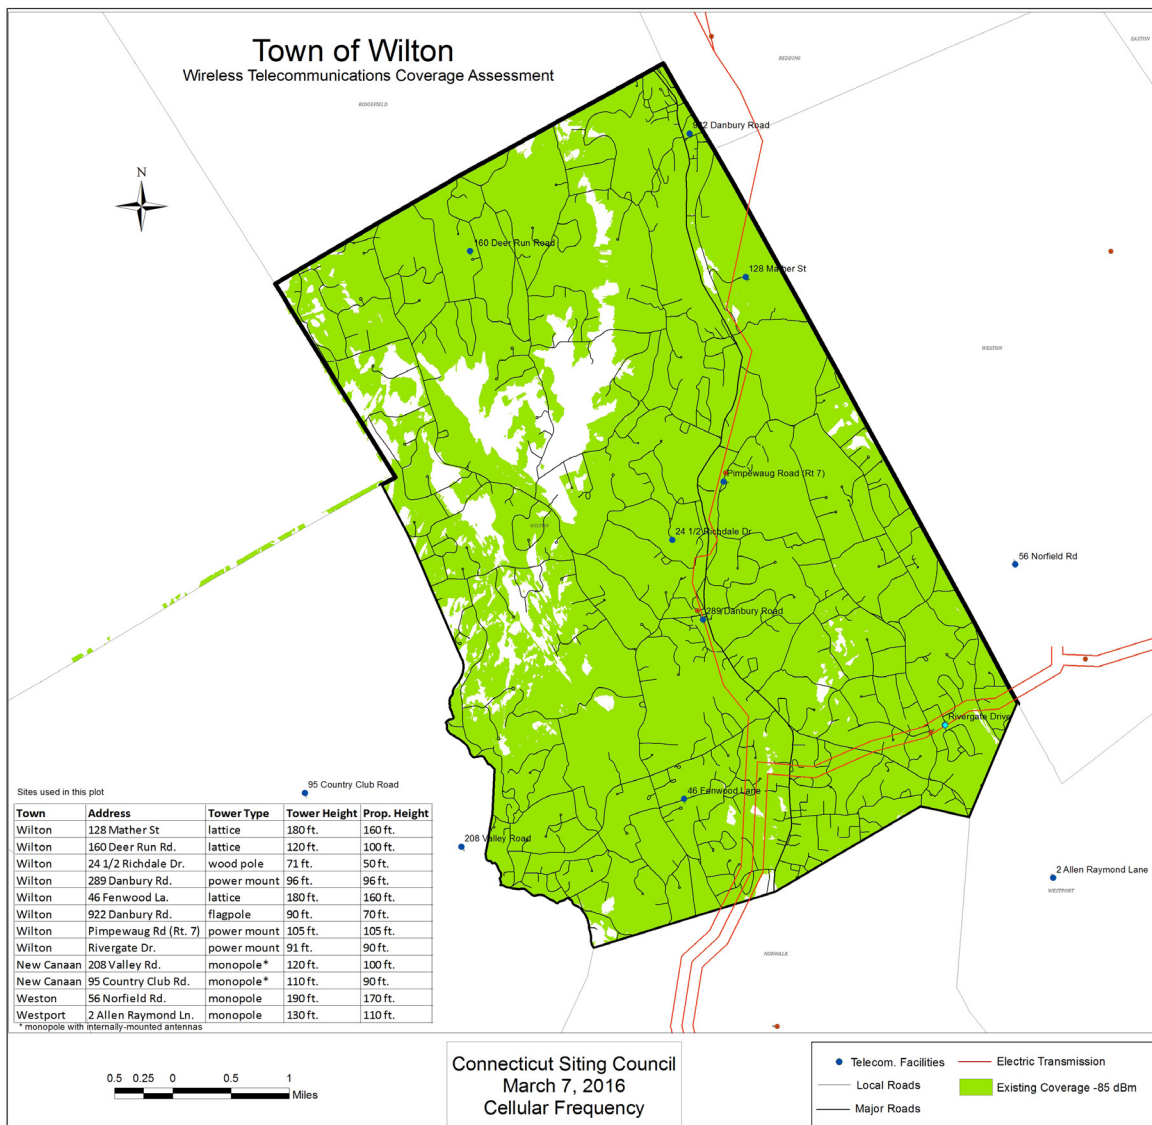 Town of Wilton
Wireless Telecommunications Coverage Assessment
EASTON
REDDING
RIDGEFIELD
922 Danbury Road
N
160 Deer Run Road
128 Mather St
WESTON
Pimpewaug Road (Rt 7)
WILTON
24 1/2 Richdale Dr
56 Norfield Rd
289 Danbury Road
Rivergate Drive
95 Country Club Road
46 Fenwood Lane
208 Valley Road
2 Allen Raymond Lane
WESTPORT
NORWALK
Sites used in this plot
Town Address Tower Type Tower Height Prop. Height
Wilton 128 Mather St lattice 180 ft. 160 ft.
Wilton 160 Deer Run Rd. lattice 120 ft. 100 ft.
Wilton 24 1/2 Richdale Dr. wood pole 71 ft. 50 ft.
Wilton 289 Danbury Rd. power mount 96 ft. 96 ft.
Wilton 46 Fenwood La. lattice 180 ft. 160 ft.
Wilton 922 Danbury Rd. flagpole 90 ft. 70 ft.
Wilton Pimpewaug Rd (Rt. 7) power mount 105 ft. 105 ft.
Wilton Rivergate Dr. power mount 91 ft. 90 ft.
New Canaan 208 Valley Rd. monopole* 120 ft. 100 ft.
New Canaan 95 Country Club Rd. monopole* 110 ft. 90 ft.
Weston 56 Norfield Rd. monopole 190 ft. 170 ft.
Westport 2 Allen Raymond Ln. monopole 130 ft. 110 ft.
* monopole with internally-mounted antennas
0.5 0.25 0 0.5 1
Miles
Connecticut Siting Council
March 7, 2016
Cellular Frequency
Telecom. Facilities
Local Roads
Major Roads
Electric Transmission
Existing Coverage -85 dBm